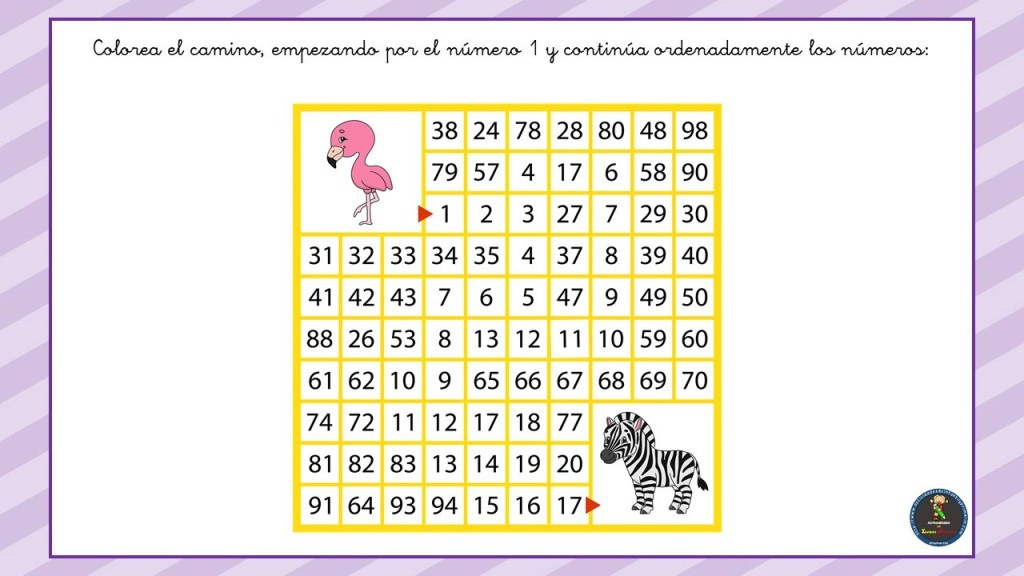 Colorea el camino, empezando por el número 1 y continúa ordenadamente los números:
38 24 78 28 80 48 98
79 57 4 17 6 58 90
1 2 3 27 7 29 30
31 32 33 34 35 4 37 8 39 40
41 42 43 7 6 5 47 9 49 50
88 26 53 8 13 12 11 10 59 60
61 62 10 9 65 66 67 68 69 70
74 72 11 12 17 18 77
81 82 83 13 14 19 20
91 64 93 94 15 16 17